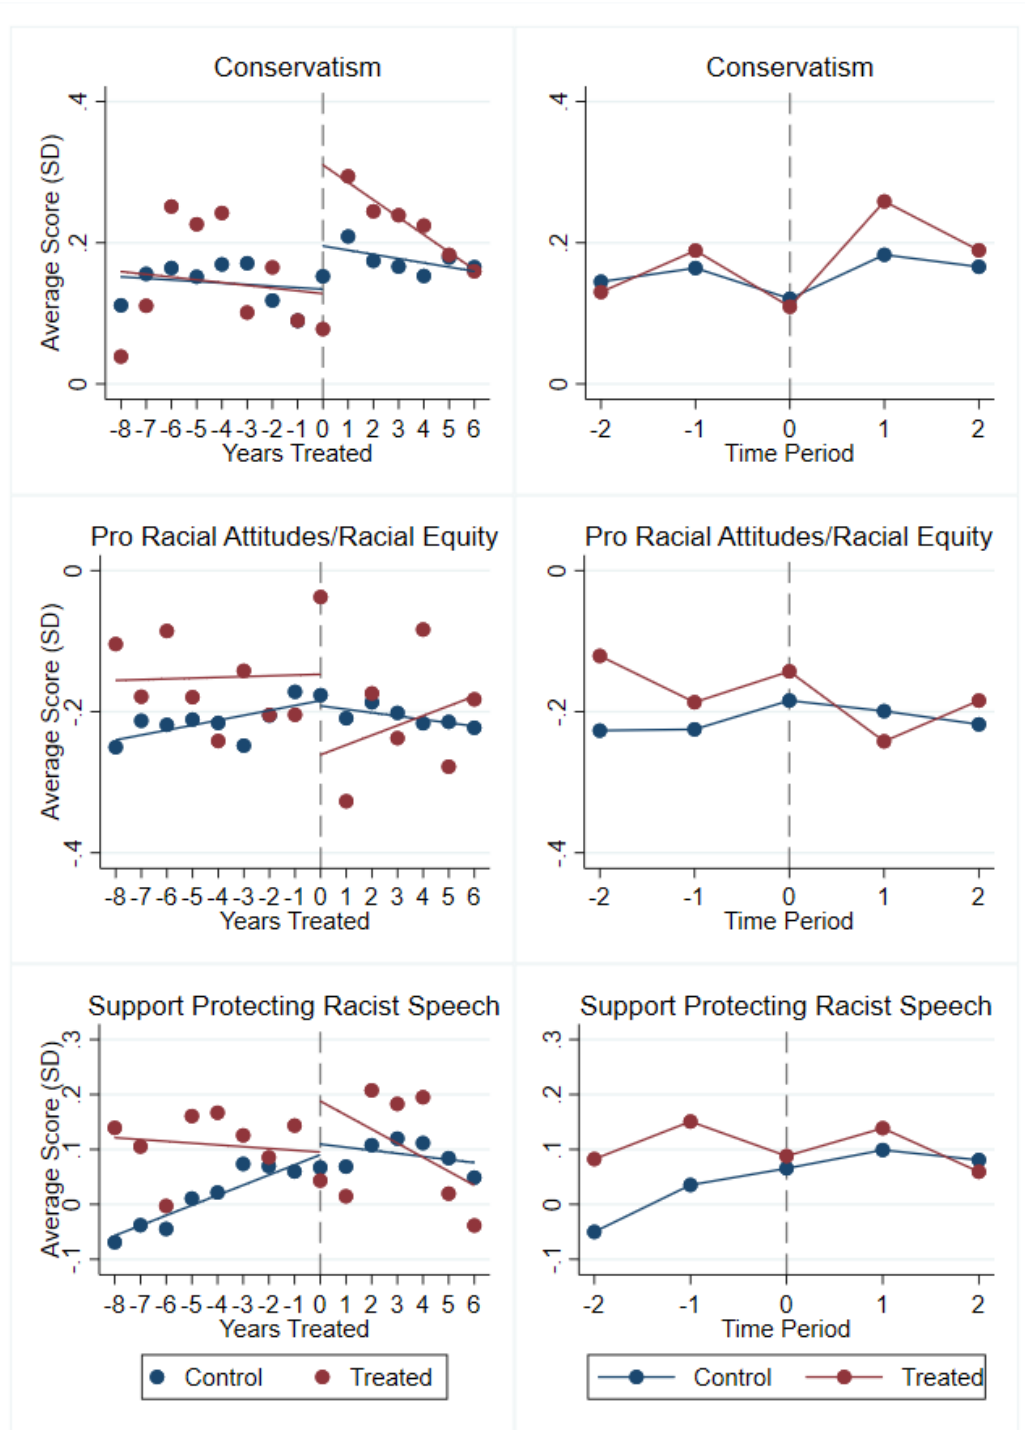 Conservatism
Average Score (SD)
.4
.2
0
-8 -7 -6 -5 -4 -3 -2 -1 0 1 2 3 4 5 6
Years Treated
Conservatism
.4
.2
0
-2 -1 0 1 2
Time Period
Pro Racial Attitudes/Racial Equity
Average Score (SD)
0
-.2
-.4
-8 -7 -6 -5 -4 -3 -2 -1 0 1 2 3 4 5 6
Years Treated
Pro Racial Attitudes/Racial Equity
0
-.2
-.4
-2 -1 0 1 2
Time Period
Support Protecting Racist Speech
Average Score (SD)
.3
.2
.1
0
-.1
-8 -7 -6 -5 -4 -3 -2 -1 0 1 2 3 4 5 6
Years Treated
Control Treated
Support Protecting Racist Speech
.3
.2
.1
0
-.1
-2 -1 0 1 2
Time Period
Control Treated